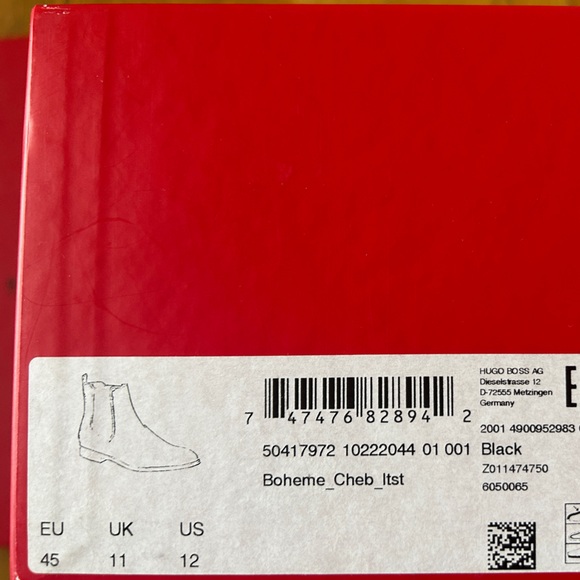 HUGO BOSS AG
Dieselstrasse 12
D-72555 Metzingen
Germany
7 47476 82894 2
2001 4900952983
50417972 10222044 01 001 Black
Z011474750
Boheme_Cheb_ltst
6050065
EU UK US
45 11 12